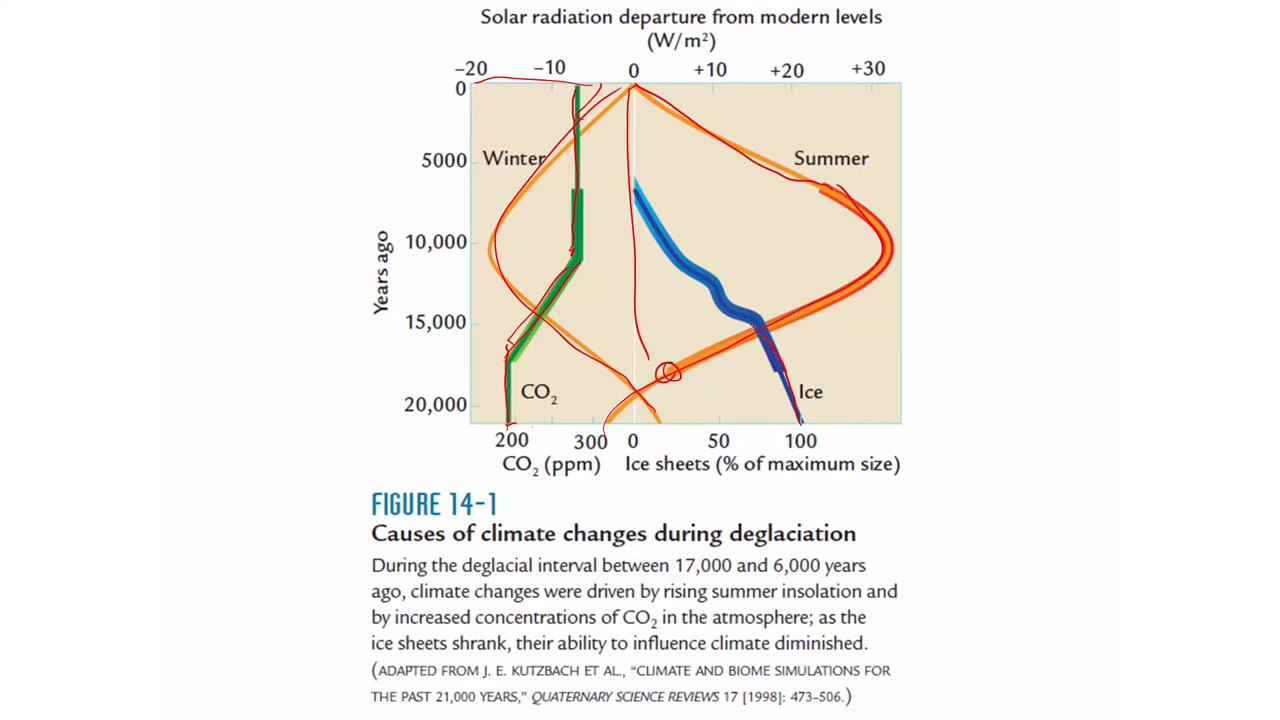 Solar radiation departure from modern levels
(W/m²)
–20 –10 0 +10 +20 +30
0
Winter
Summer
5000
10,000
15,000
20,000
Years ago
CO₂
Ice
200 300 0 50 100
CO₂ (ppm) Ice sheets (% of maximum size)
FIGURE 14–1
Causes of climate changes during deglaciation
During the deglacial interval between 17,000 and 6,000 years
ago, climate changes were driven by rising summer insolation and
by increased concentrations of CO₂ in the atmosphere; as the
ice sheets shrank, their ability to influence climate diminished.
(ADAPTED FROM J. E. KUTZBACH ET AL., “CLIMATE AND BIOME SIMULATIONS FOR
THE PAST 21,000 YEARS,” QUATERNARY SCIENCE REVIEWS 17 [1998]: 473–506.)